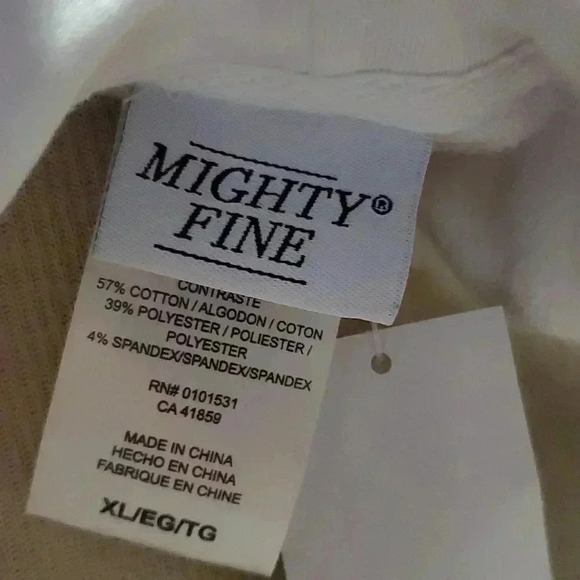 MIGHTY®
FINE
CONTRASTE
57% COTTON / ALGODON / COTON
39% POLYESTER / POLIESTER /
POLYESTER
4% SPANDEX/SPANDEX/SPANDEX
RN# 0101531
CA 41859
MADE IN CHINA
HECHO EN CHINA
FABRIQUE EN CHINE
XL/EG/TG